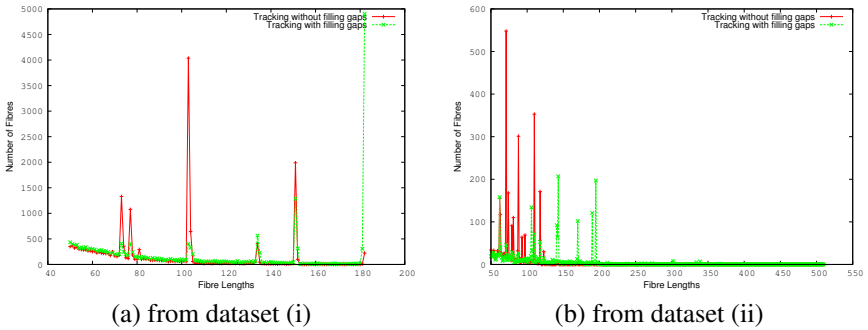 Tracking without filling gaps
Tracking with filling gaps
Number of Fibres
5000
4500
4000
3500
3000
2500
2000
1500
1000
500
0
40 60 80 100 120 140 160 180 200
Fibre Lengths
(a) from dataset (i)
Tracking without filling gaps
Tracking with filling gaps
Number of Fibres
600
500
400
300
200
100
0
50 100 150 200 250 300 350 400 450 500 550
Fibre Lengths
(b) from dataset (ii)